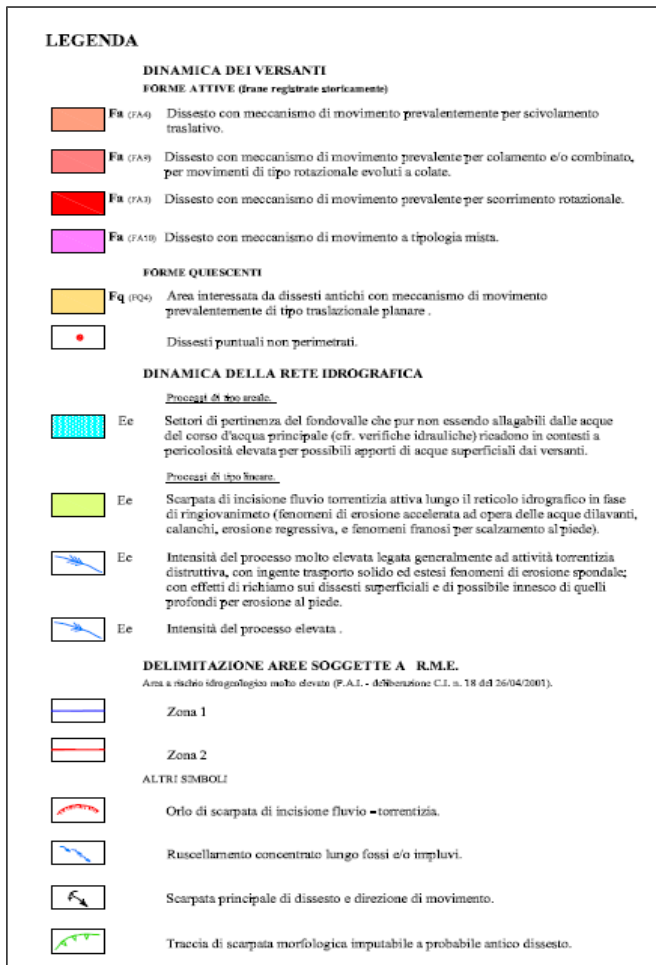 LEGENDA
DINAMICA DEI VERSANTI
FORME ATTIVE (frane registrate storicamente)
Fa (FA4) Dissesto con meccanismo di movimento prevalentemente per scivolamento
traslativo.
Fa (FA9) Dissesto con meccanismo di movimento prevalente per colamento e/o combinato,
per movimenti di tipo rotazionale evoluti a colate.
Fa (FA3) Dissesto con meccanismo di movimento prevalente per scorrimento rotazionale.
Fa (FA10) Dissesto con meccanismo di movimento a tipologia mista.
FORME QUIESCENTI
Fq (FQ4) Area interessata da dissesti antichi con meccanismo di movimento
prevalentemente di tipo traslazionale planare .
Dissesti puntuali non perimetrati.
DINAMICA DELLA RETE IDROGRAFICA
Processi di tipo areale.
Ee Settori di pertinenza del fondovalle che pur non essendo allagabili dalle acque
del corso d'acqua principale (cfr. verifiche idrauliche) ricadono in contesti a
pericolosità elevata per possibili apporti di acque superficiali dai versanti.
Processi di tipo lineare.
Ee Scarpata di incisione fluvio torrentizia attiva lungo il reticolo idrografico in fase
di ringiovanimeto (fenomeni di erosione accelerata ad opera delle acque dilavanti,
calanchi, erosione regressiva, e fenomeni franosi per scalzamento al piede).
Ee Intensità del processo molto elevata legata generalmente ad attività torrentizia
distruttiva, con ingente trasporto solido ed estesi fenomeni di erosione spondale;
con effetti di richiamo sui dissesti superficiali e di possibile innesco di quelli
profondi per erosione al piede.
Ee Intensità del processo elevata .
DELIMITAZIONE AREE SOGGETTE A R.M.E.
Area a rischio idrogeologico molto elevato (P.A.I. - deliberazione C.I. n. 18 del 26/04/2001).
Zona 1
Zona 2
ALTRI SIMBOLI
Orlo di scarpata di incisione fluvio - torrentizia.
Ruscellamento concentrato lungo fossi e/o impluvi.
Scarpata principale di dissesto e direzione di movimento.
Traccia di scarpata morfologica imputabile a probabile antico dissesto.